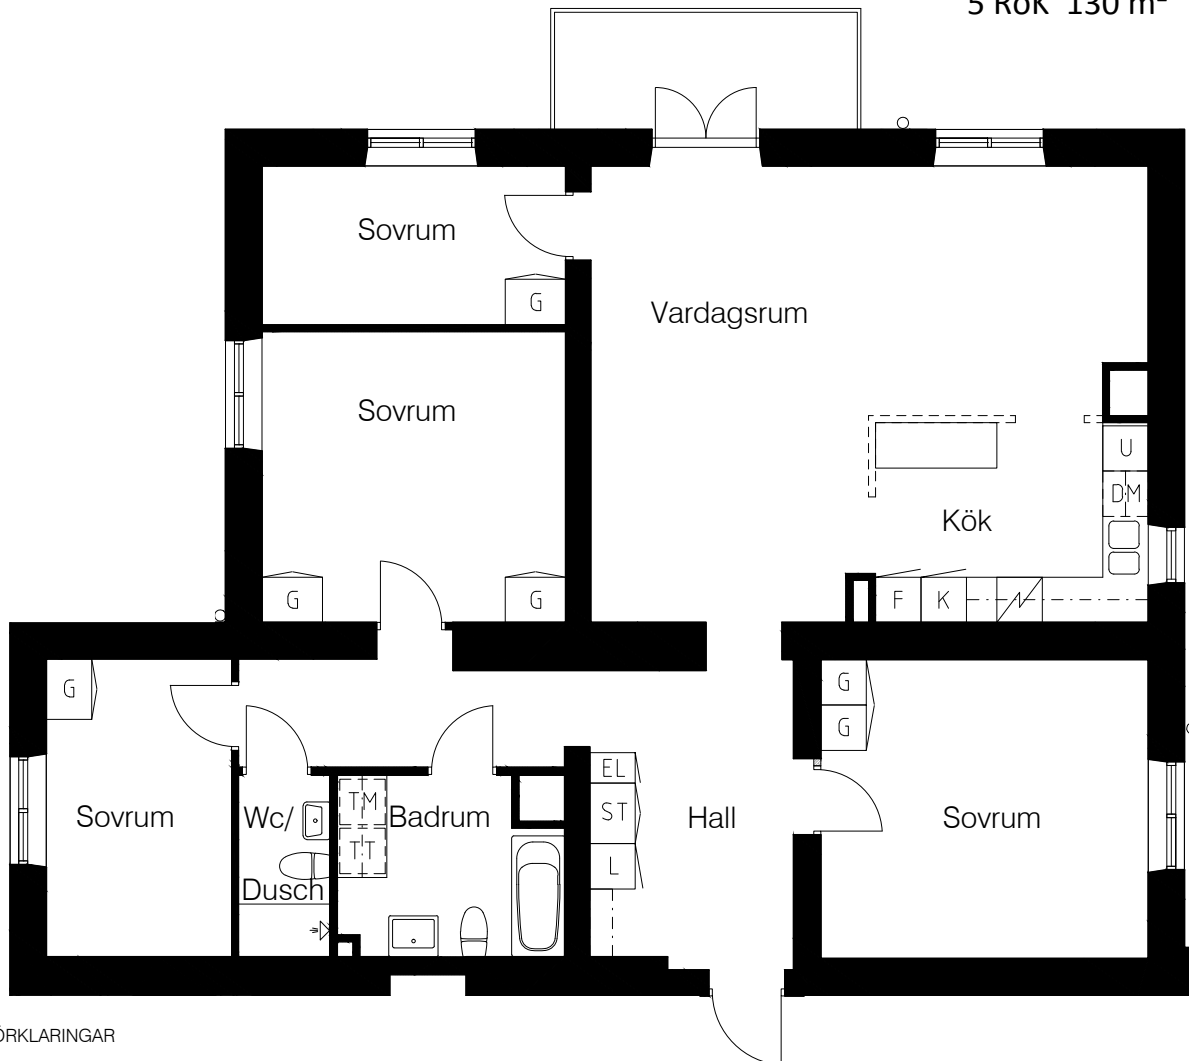 5 RoK 130 m²
Sovrum
G
Vardagsrum
Sovrum
U
DM
Kök
G
G
F
K
G
G
G
EL
TM
ST
Sovrum
Wc/
Badrum
Hall
Sovrum
TT
L
Dusch
ÖRKLARINGAR